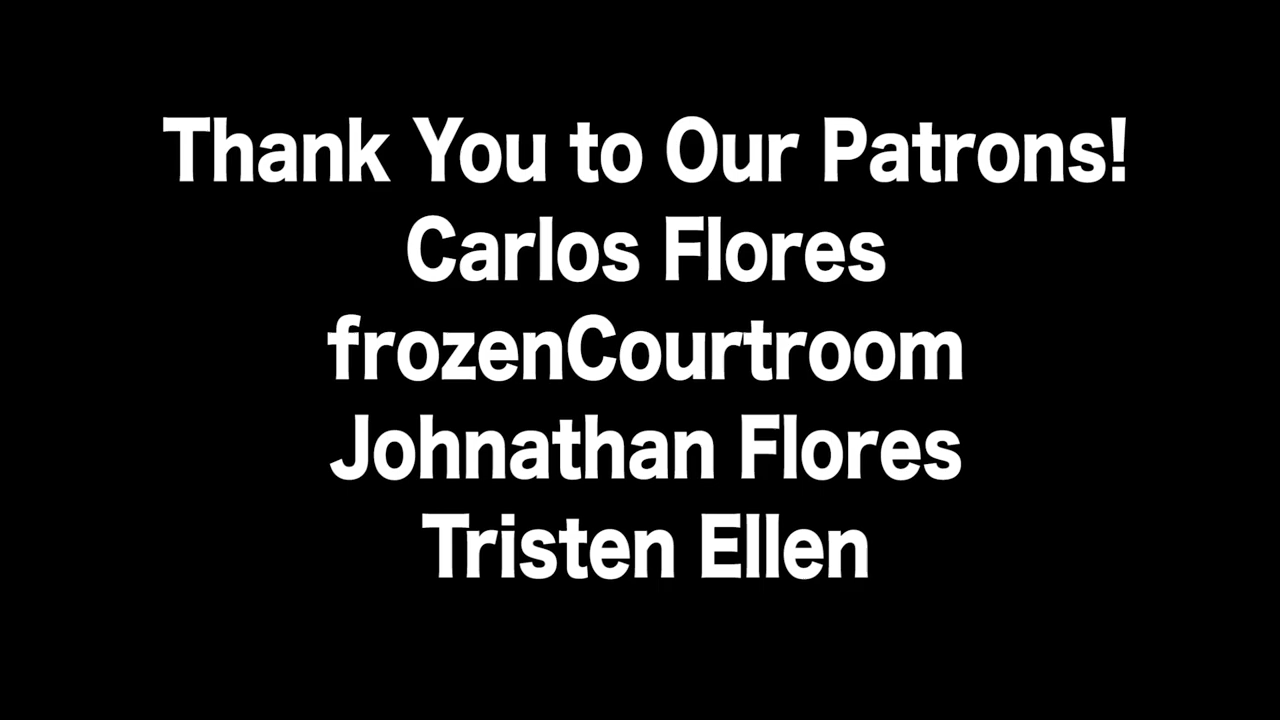 Thank You to Our Patrons!
Carlos Flores
frozenCourtroom
Johnathan Flores
Tristen Ellen